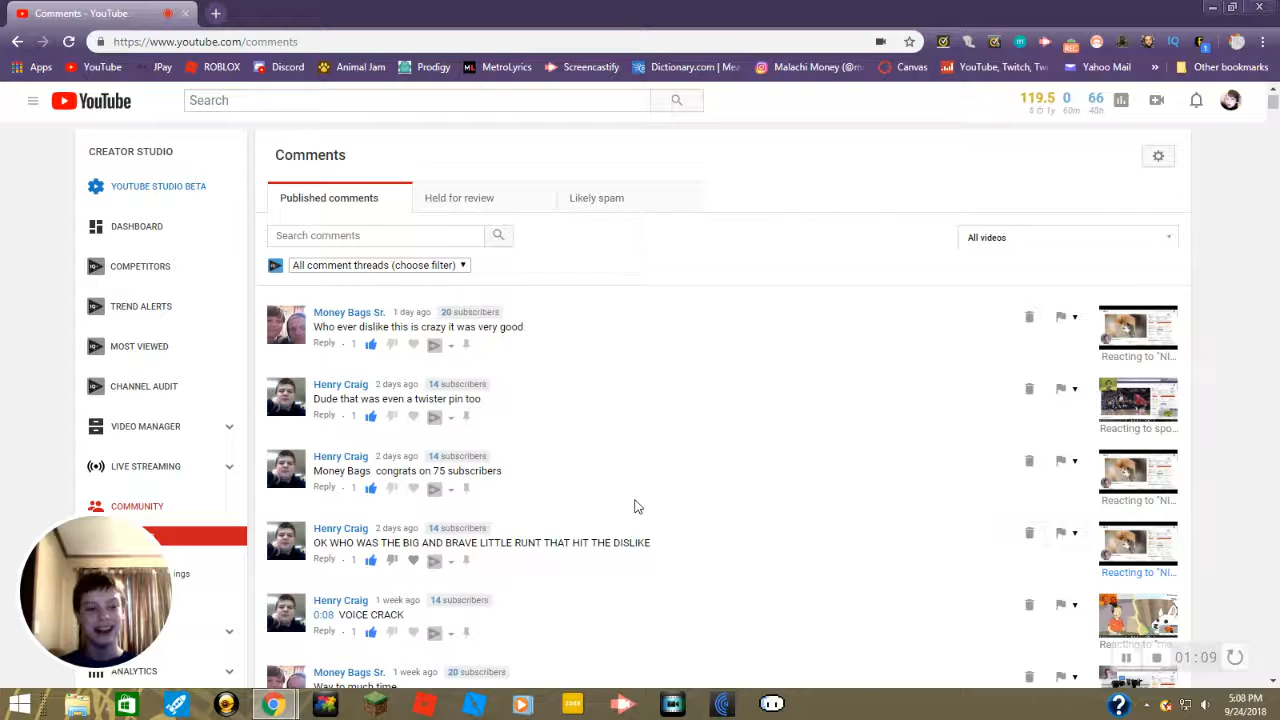 Comments - YouTube
https://www.youtube.com/comments
Apps YouTube JPay ROBLOX Discord Animal Jam Prodigy MetroLyrics Screencastify Dictionary.com | Me Malachi Money (@m Canvas YouTube, Twitch, Yahoo Mail » Other bookmarks
YouTube
Search
119.5 0 66
1y 60m 48h
CREATOR STUDIO
YOUTUBE STUDIO BETA
DASHBOARD
COMPETITORS
TREND ALERTS
MOST VIEWED
CHANNEL AUDIT
VIDEO MANAGER
LIVE STREAMING
COMMUNITY
ings
ANALYTICS
Comments
Published comments Held for review Likely spam
Search comments
All videos
All comment threads (choose filter)
Money Bags Sr. 1 day ago 20 subscribers
Who ever dislike this is crazy it was very good
Reply · 1
Reacting to "NI...
Henry Craig 2 days ago 14 subscribers
Dude that was even a
Reply · 1
Reacting to spo...
Henry Craig 2 days ago 14 subscribers
Money Bags congrats on 75 subscribers
Reply · 1
Reacting to "NI...
Henry Craig 2 days ago 14 subscribers
OK WHO WAS THE BIG AND BRAVE LITTLE RUNT THAT HIT THE DISLIKE
Reply
Reacting to "NI...
Henry Craig 1 week ago 14 subscribers
0:08 VOICE CRACK
Reply · 1
Money Bags Sr. 1 week ago 20 subscribers
Way to much time
01:09
5:08 PM
9/24/2018